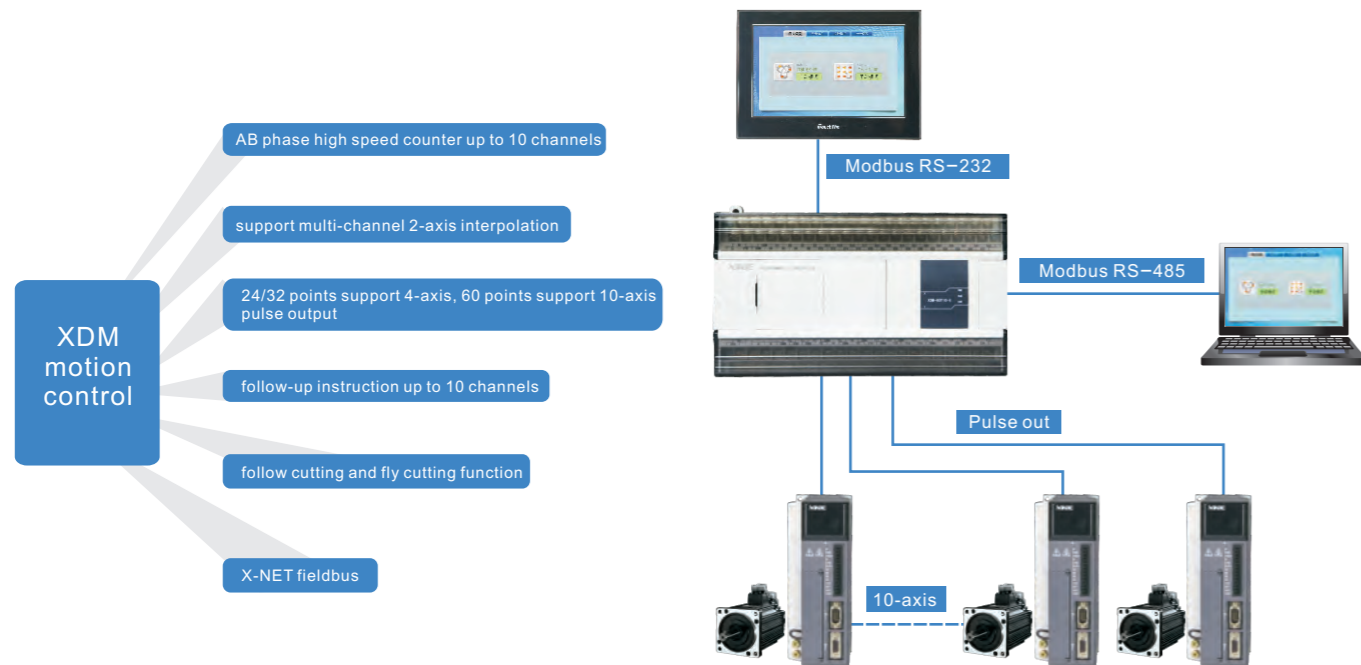 XDM
motion
control
AB phase high speed counter up to 10 channels
support multi-channel 2-axis interpolation
24/32 points support 4-axis, 60 points support 10-axis
pulse output
follow-up instruction up to 10 channels
follow cutting and fly cutting function
X-NET fieldbus
Modbus RS-232
Modbus RS-485
Pulse out
10-axis